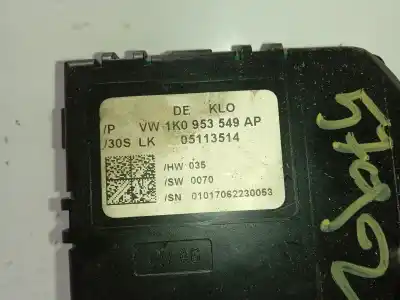 DE KLO
/P VW 1K0 953 549 AP
/30S LK 05113514
/HW 035
/SW 0070
/SN 01017062230053